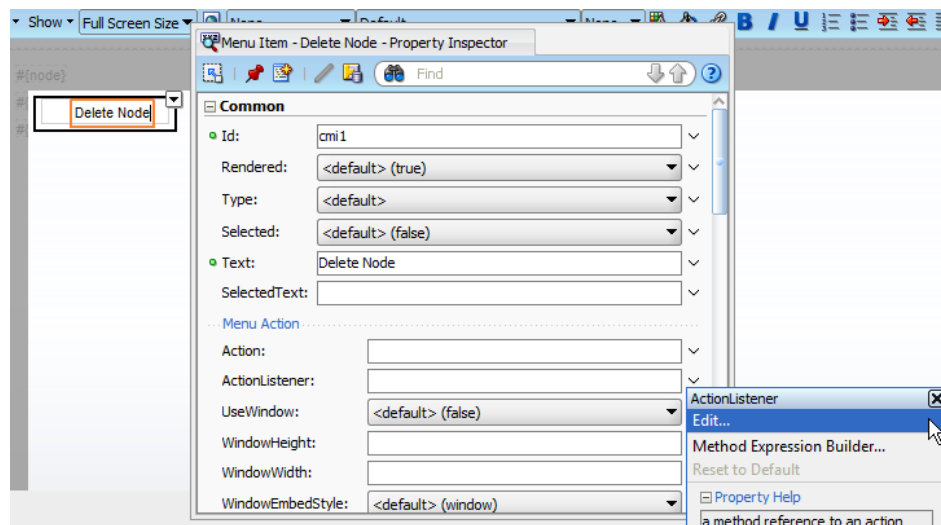 Show Full Screen Size None Default None B I U
Menu Item - Delete Node - Property Inspector
Find
#{node}
Delete Node
Common
Id: cmi1
Rendered: <default> (true)
Type: <default>
Selected: <default> (false)
Text: Delete Node
SelectedText:
Menu Action
Action:
ActionListener:
UseWindow: <default> (false)
WindowHeight:
WindowWidth:
WindowEmbedStyle: <default> (window)
ActionListener
Edit...
Method Expression Builder...
Reset to Default
Property Help
a method reference to an action